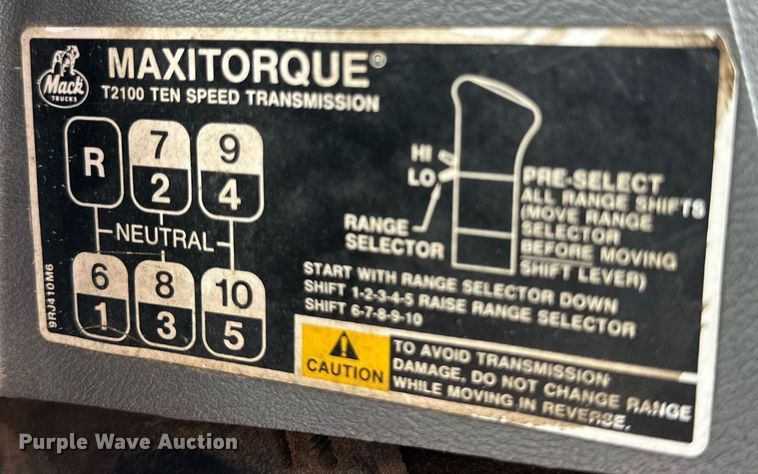 Mack
TRUCKS
MAXITORQUE®
T2100 TEN SPEED TRANSMISSION
R
7
2
9
4
NEUTRAL
6
1
8
3
10
5
9RJ410M6
HI
LO
RANGE
SELECTOR
PRE-SELECT
ALL RANGE SHIFTS
(MOVE RANGE
SELECTOR
BEFORE MOVING
SHIFT LEVER)
START WITH RANGE SELECTOR DOWN
SHIFT 1-2-3-4-5 RAISE RANGE SELECTOR
SHIFT 6-7-8-9-10
CAUTION
TO AVOID TRANSMISSION
DAMAGE, DO NOT CHANGE RANGE
WHILE MOVING IN REVERSE.
Purple Wave Auction